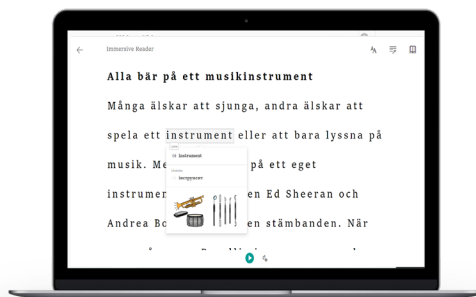 Immersive Reader
Alla bär på ett musikinstrument
Många älskar att sjunga, andra älskar att
spela ett instrument eller att bara lyssna på
musik. Me på ett eget
instrument
instrumen en Ed Sheeran och
Andrea Bo en stämbanden. När